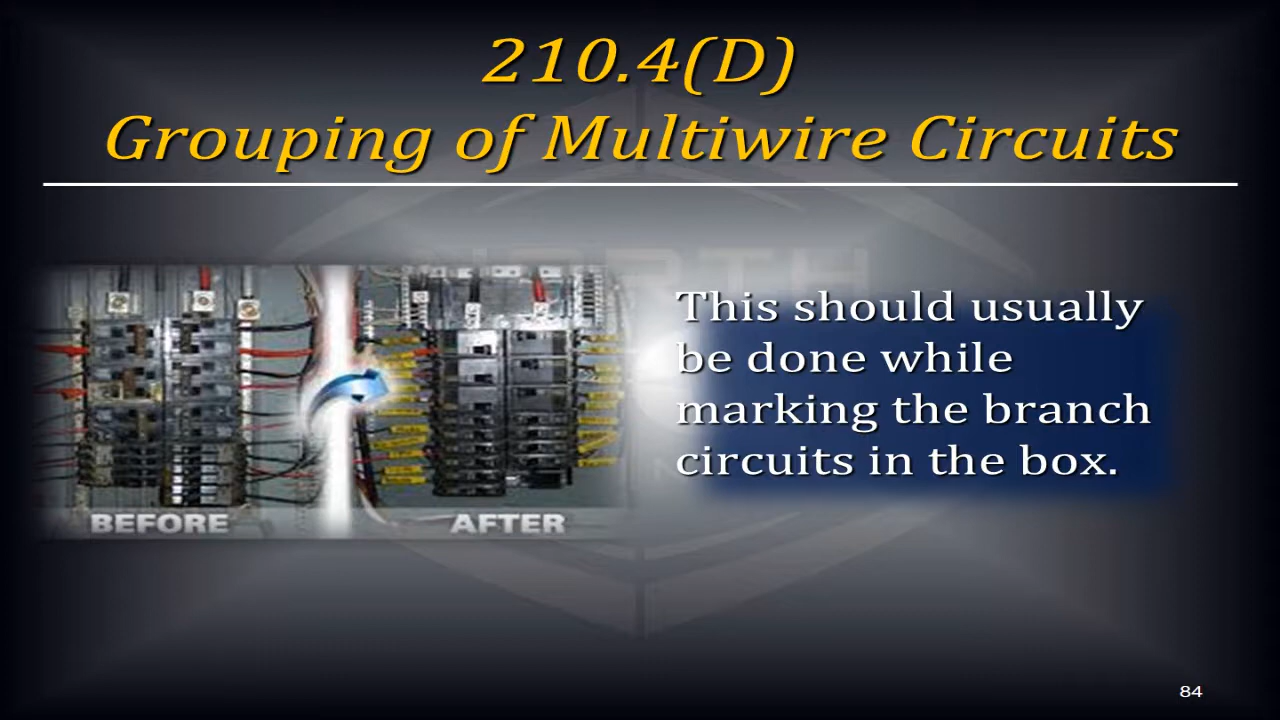 210.4(D)
Grouping of Multiwire Circuits
NORTH
This should usually
be done while
marking the branch
circuits in the box.
BEFORE
AFTER
84